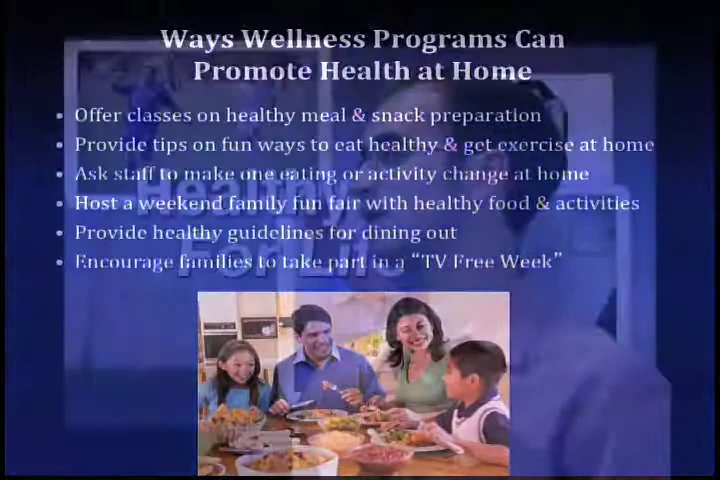 Ways Wellness Programs Can
Promote Health at Home
• Offer classes on healthy meal & snack preparation
• Provide tips on fun ways to eat healthy & get exercise at home
• Ask staff to make one eating or activity change at home
• Host a weekend family fun fair with healthy food & activities
• Provide healthy guidelines for dining out
• Encourage families to take part in a “TV Free Week”
Healthy
For Life